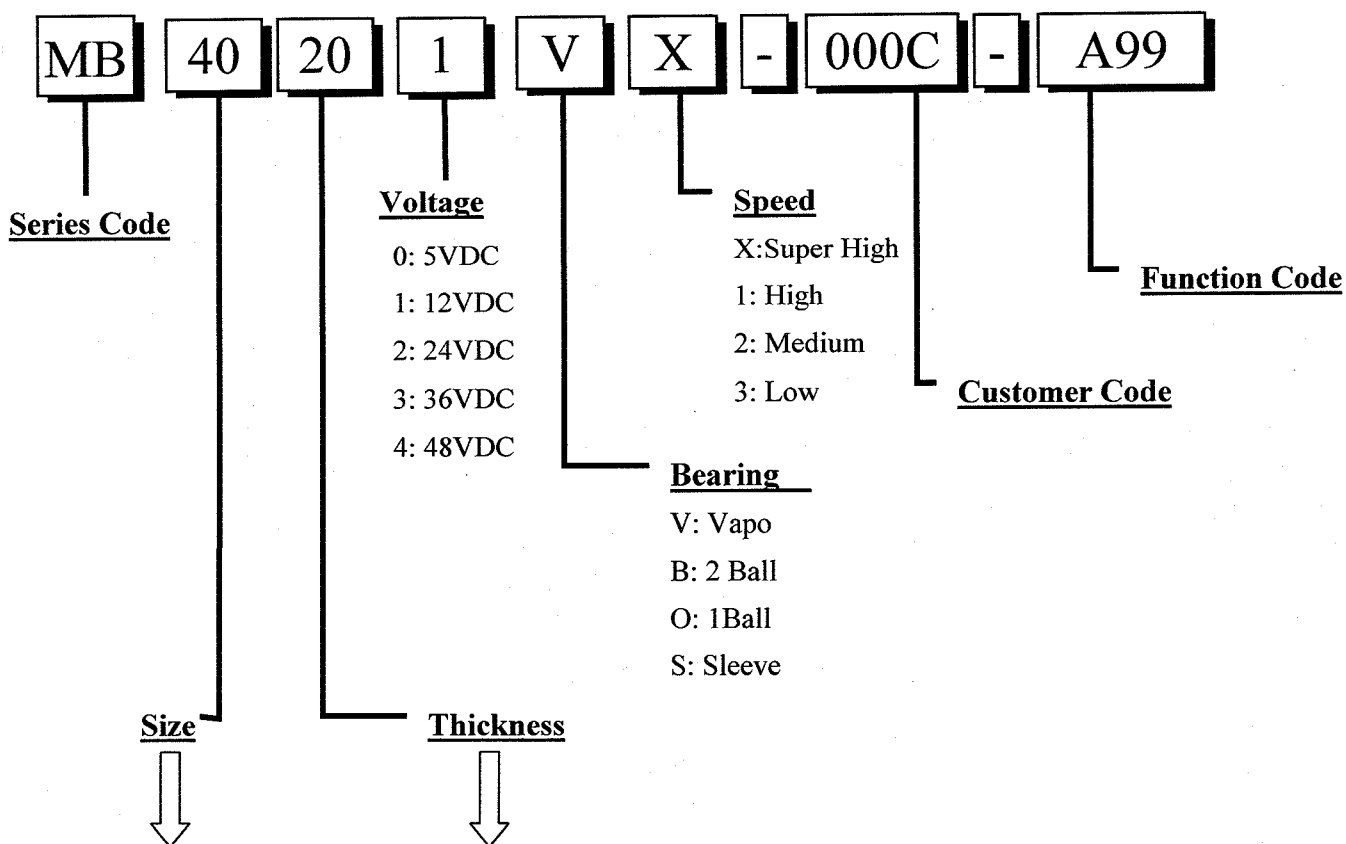 MB 40 20 1 V X - 000C - A99
Series Code
Voltage
0: 5VDC
1: 12VDC
2: 24VDC
3: 36VDC
4: 48VDC
Speed
X:Super High
1: High
2: Medium
3: Low
Function Code
Customer Code
Bearing
V: Vapo
B: 2 Ball
O: 1Ball
S: Sleeve
Size
Thickness